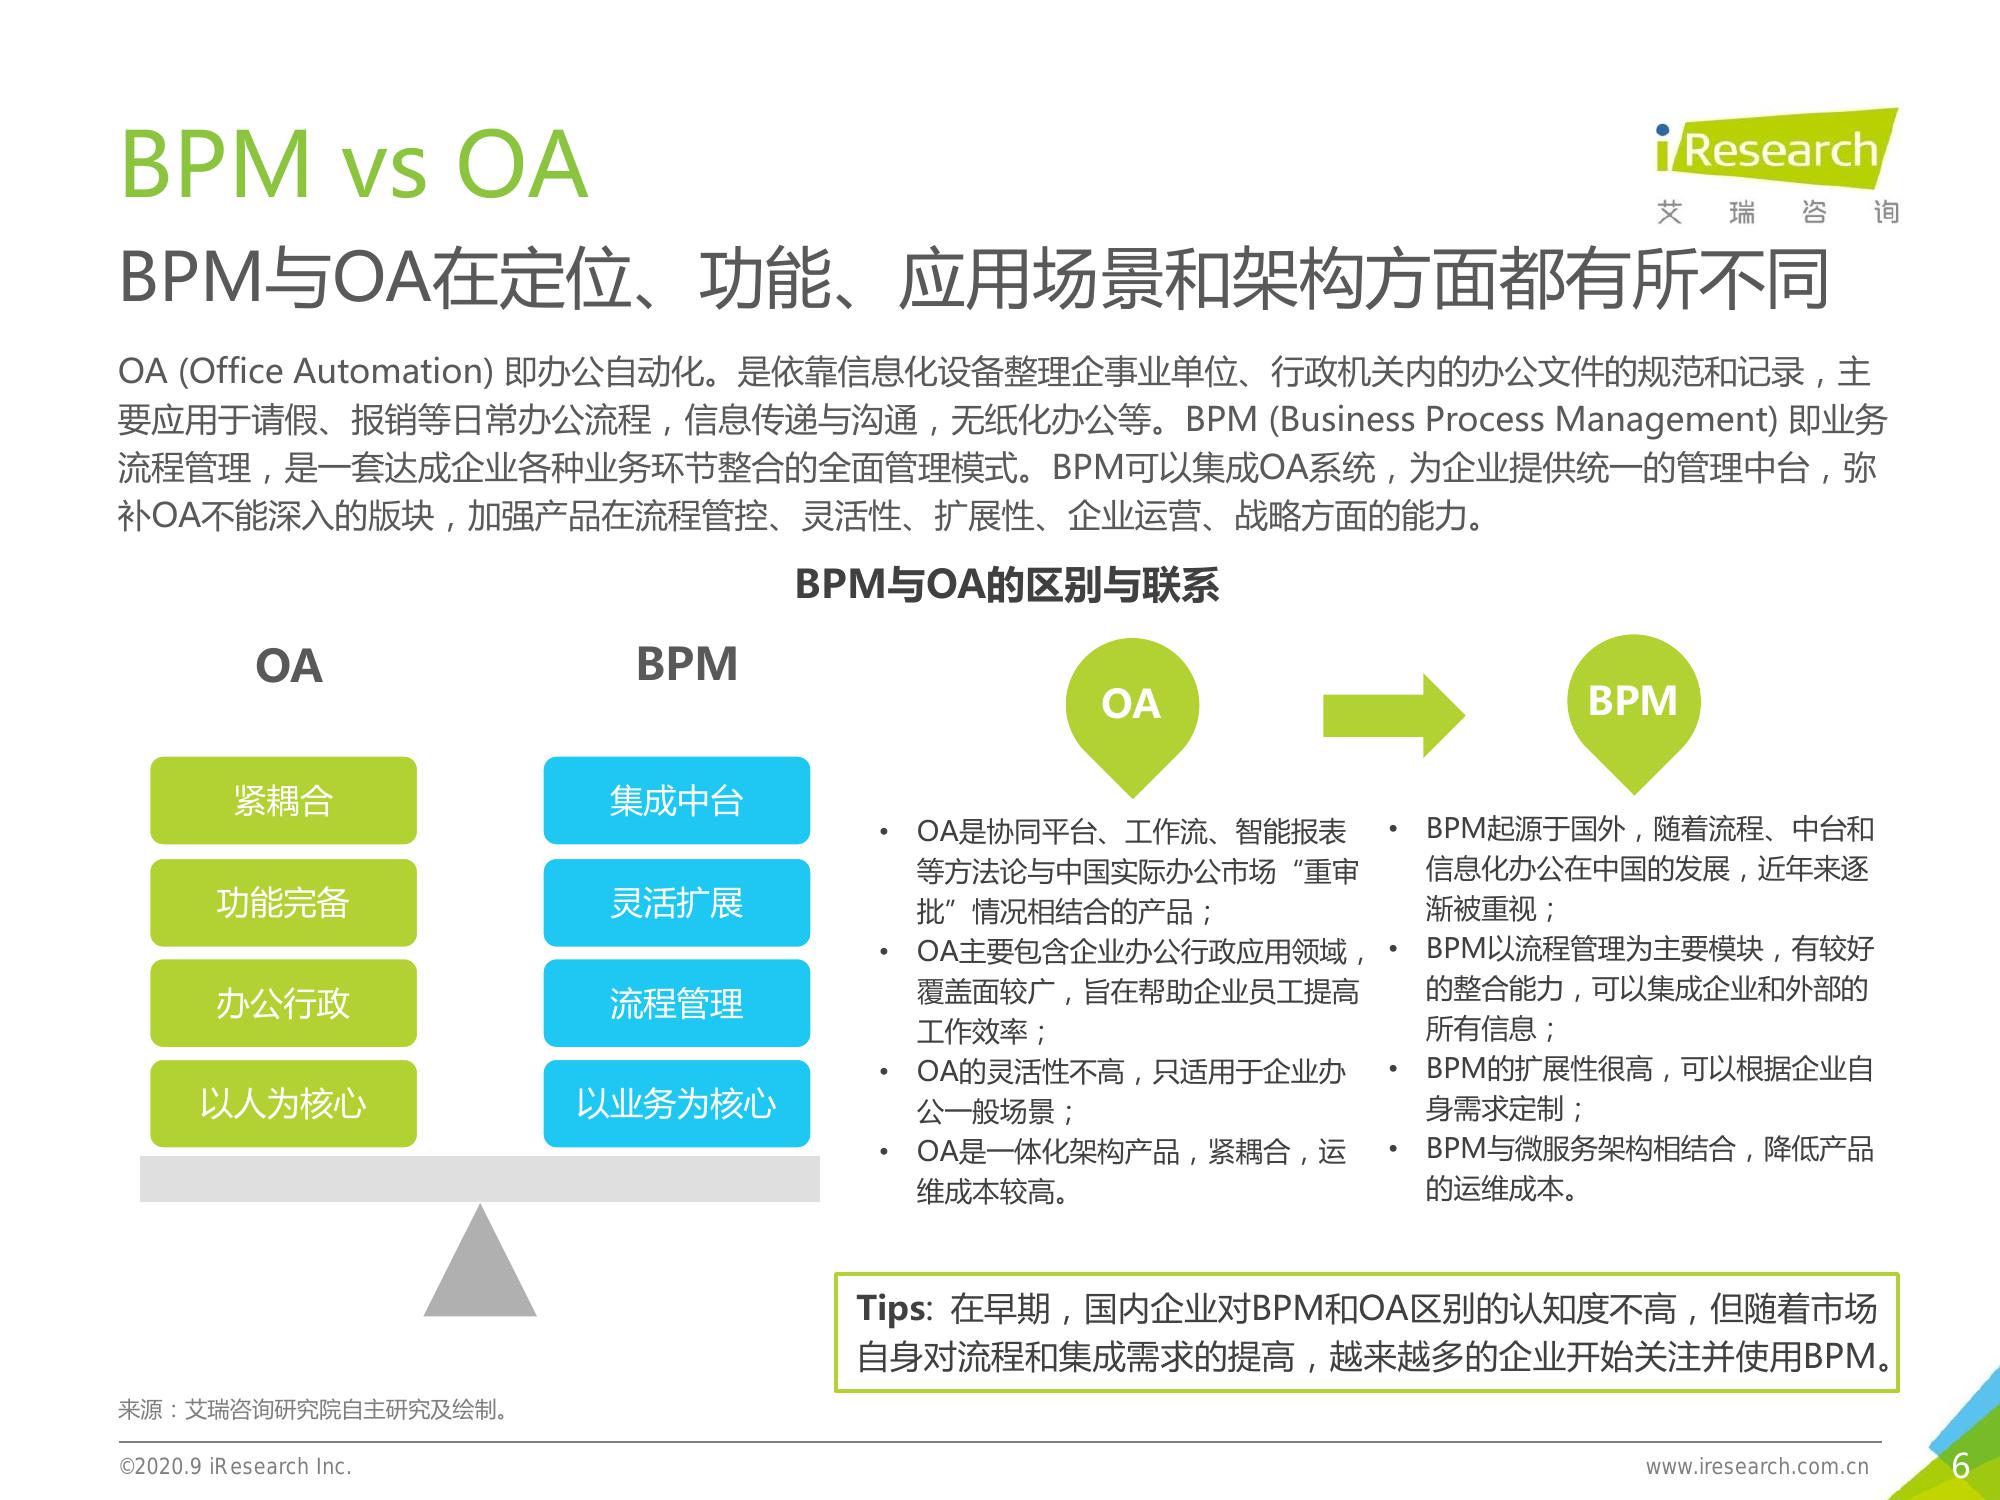 BPM vs OA
iResearch
艾瑞咨询
BPM与OA在定位、功能、应用场景和架构方面都有所不同
OA (Office Automation) 即办公自动化。是依靠信息化设备整理企事业单位、行政机关内的办公文件的规范和记录，主
要应用于请假、报销等日常办公流程，信息传递与沟通，无纸化办公等。BPM (Business Process Management) 即业务
流程管理，是一套达成企业各种业务环节整合的全面管理模式。BPM可以集成OA系统，为企业提供统一的管理中台，弥
补OA不能深入的版块，加强产品在流程管控、灵活性、扩展性、企业运营、战略方面的能力。
BPM与OA的区别与联系
OA
BPM
紧耦合
集成中台
功能完备
灵活扩展
办公行政
流程管理
以人为核心
以业务为核心
OA
BPM
• OA是协同平台、工作流、智能报表
等方法论与中国实际办公市场“重审
批”情况相结合的产品；
• OA主要包含企业办公行政应用领域，
覆盖面较广，旨在帮助企业员工提高
工作效率；
• OA的灵活性不高，只适用于企业办
公一般场景；
• OA是一体化架构产品，紧耦合，运
维成本较高。
• BPM起源于国外，随着流程、中台和
信息化办公在中国的发展，近年来逐
渐被重视；
• BPM以流程管理为主要模块，有较好
的整合能力，可以集成企业和外部的
所有信息；
• BPM的扩展性很高，可以根据企业自
身需求定制；
• BPM与微服务架构相结合，降低产品
的运维成本。
Tips: 在早期，国内企业对BPM和OA区别的认知度不高，但随着市场
自身对流程和集成需求的提高，越来越多的企业开始关注并使用BPM。
来源：艾瑞咨询研究院自主研究及绘制。
©2020.9 iResearch Inc.
www.iresearch.com.cn
6